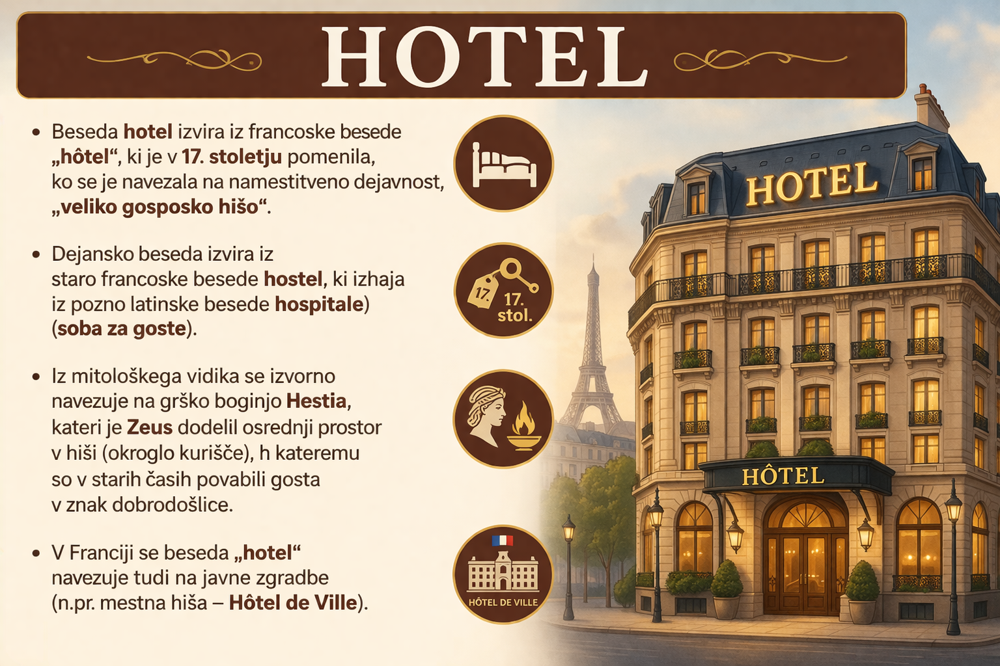 HOTEL
• Beseda hotel izvira iz francoske besede
„hôtel“, ki je v 17. stoletju pomenila,
ko se je navezala na namestitveno dejavnost,
„veliko gosposko hišo“.
• Dejansko beseda izvira iz
staro francoske besede hostel, ki izhaja
iz pozno latinske besede hospitale)
(soba za goste).
17.
17.
stol.
• Iz mitološkega vidika se izvorno
navezuje na grško boginjo Hestia,
kateri je Zeus dodelil osrednji prostor
v hiši (okroglo kurišče), h kateremu
so v starih časih povabili gosta
v znak dobrodošlice.
• V Franciji se beseda „hotel“
navezuje tudi na javne zgradbe
(n.pr. mestna hiša – Hôtel de Ville).
HÔTEL DE VILLE
HOTEL
HÔTEL